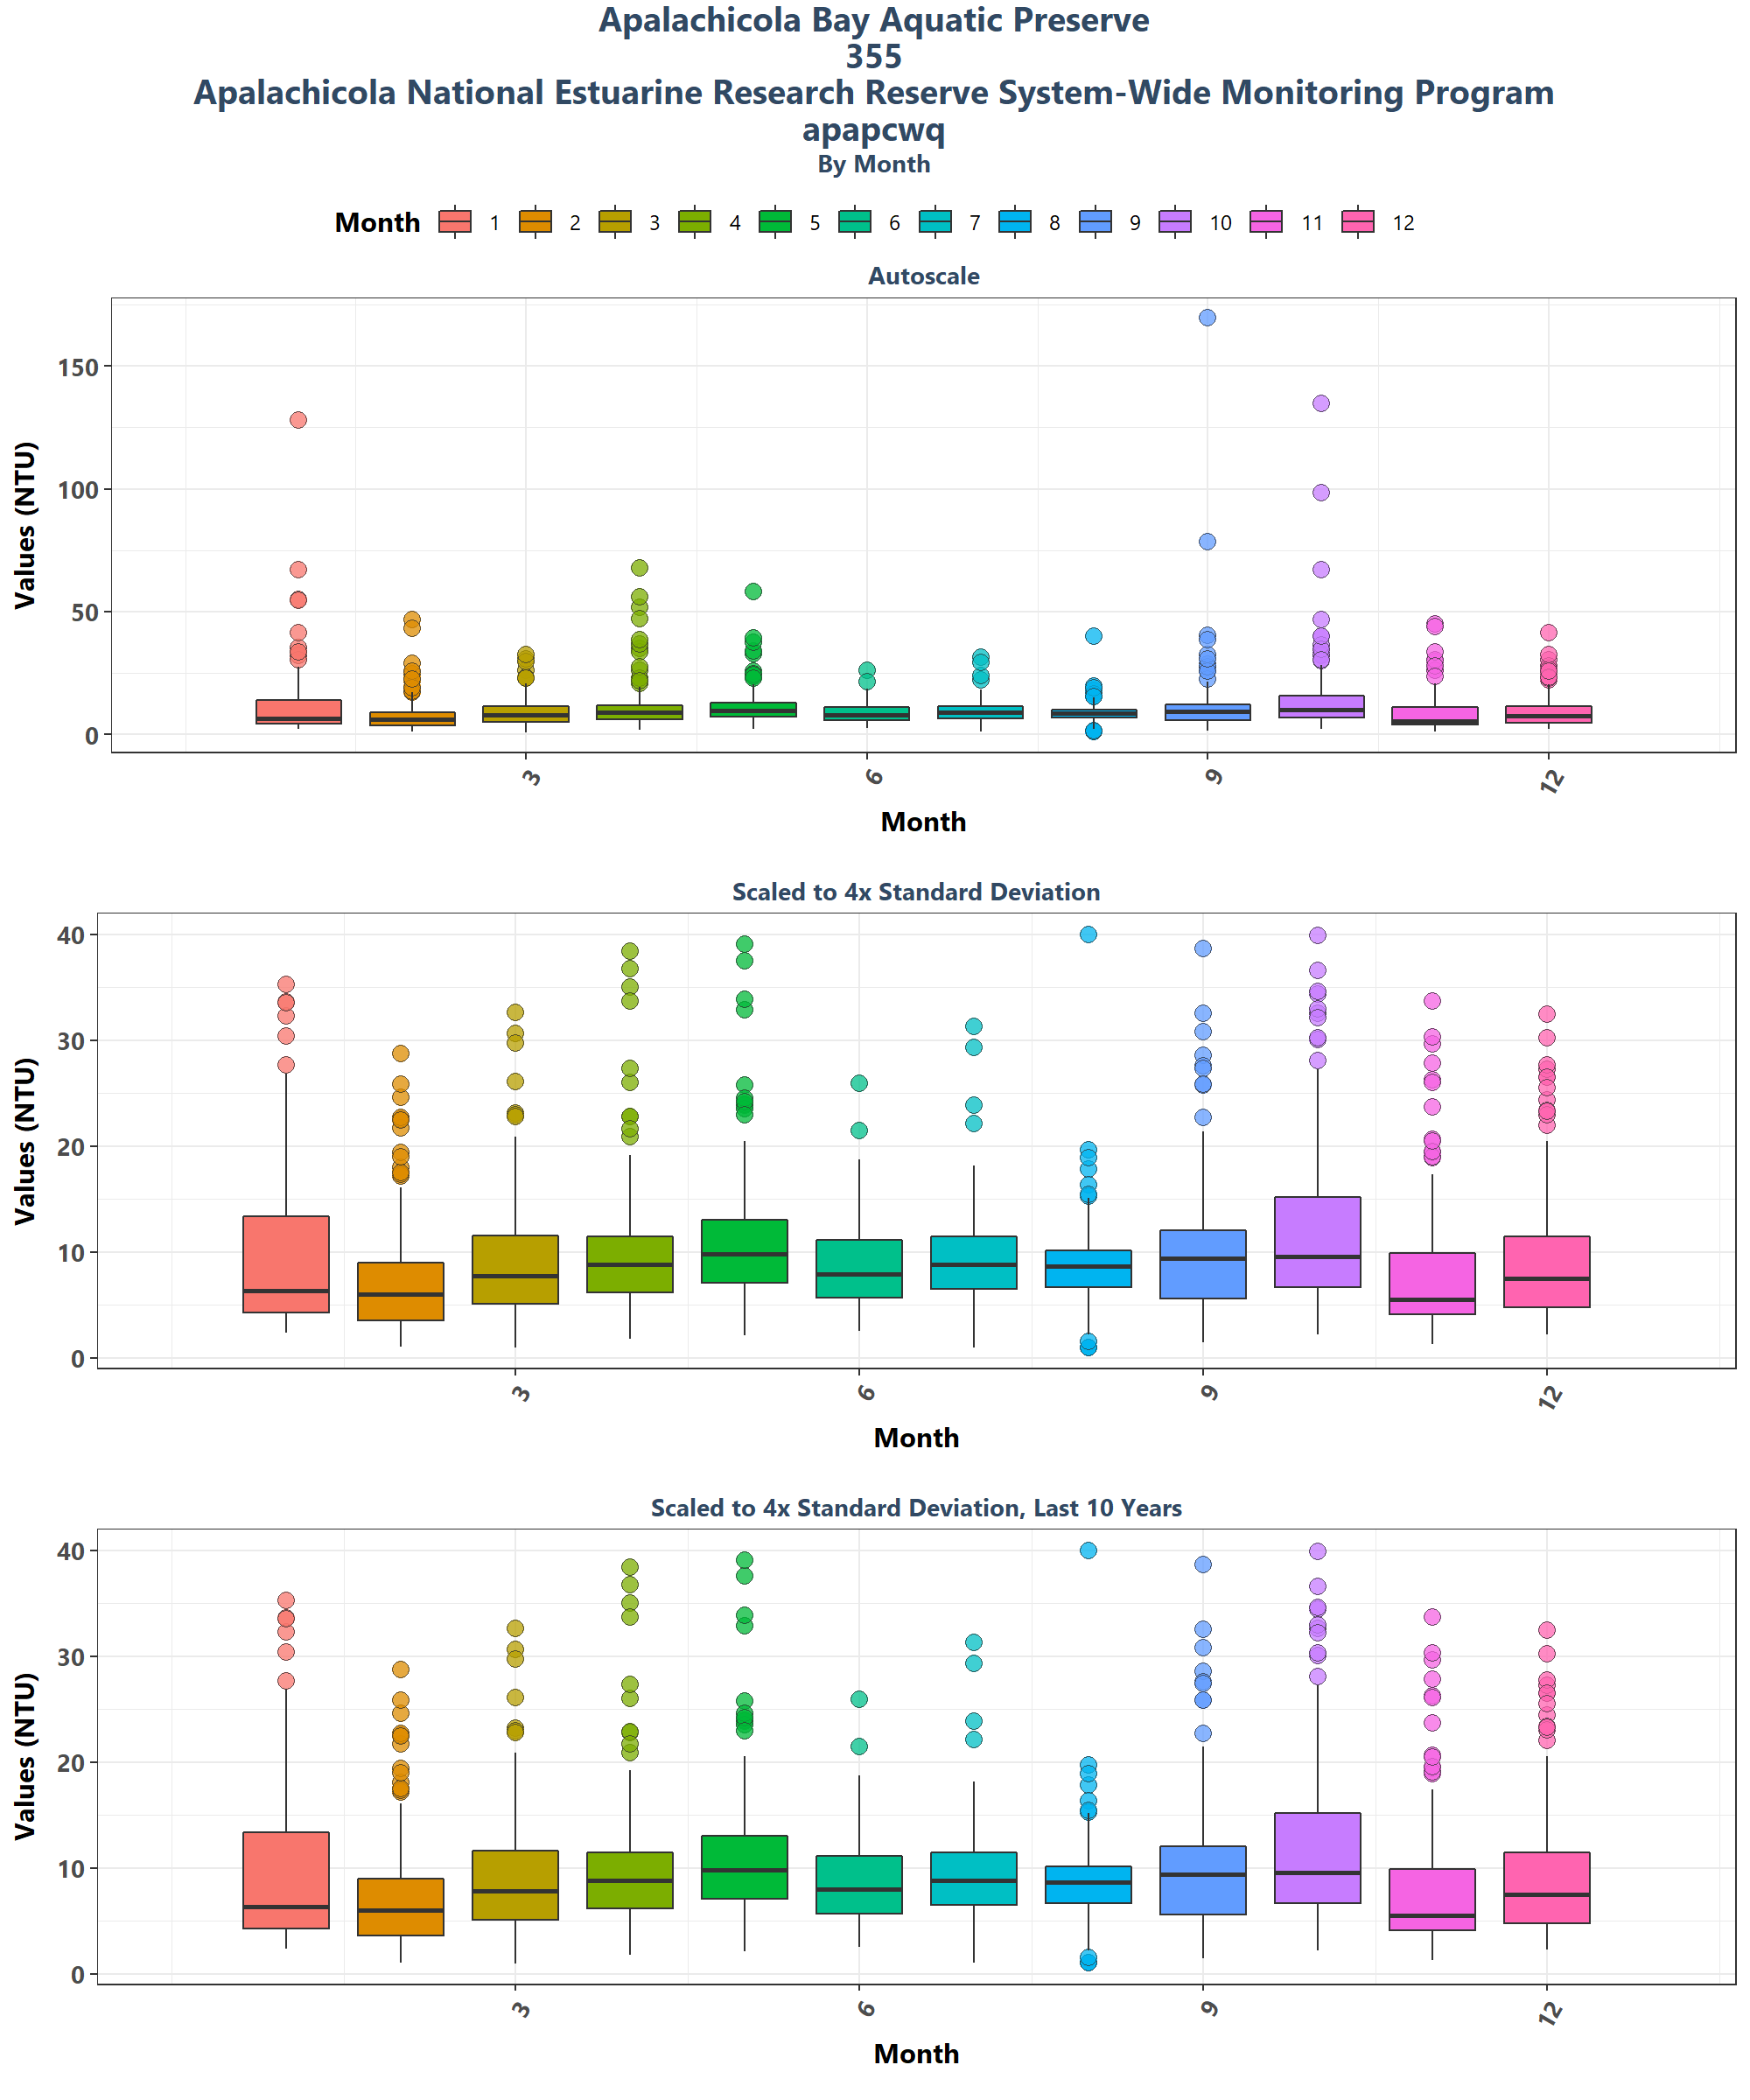 Apalachicola Bay Aquatic Preserve
355
Apalachicola National Estuarine Research Reserve System-Wide Monitoring Program
apapcwq
By Month
Month 1 2 3 4 5 6 7 8 9 10 11 12
Autoscale
Values (NTU)
150
100
50
0
3 6 9 12
Month
Scaled to 4x Standard Deviation
Values (NTU)
40
30
20
10
0
3 6 9 12
Month
Scaled to 4x Standard Deviation, Last 10 Years
Values (NTU)
40
30
20
10
0
3 6 9 12
Month